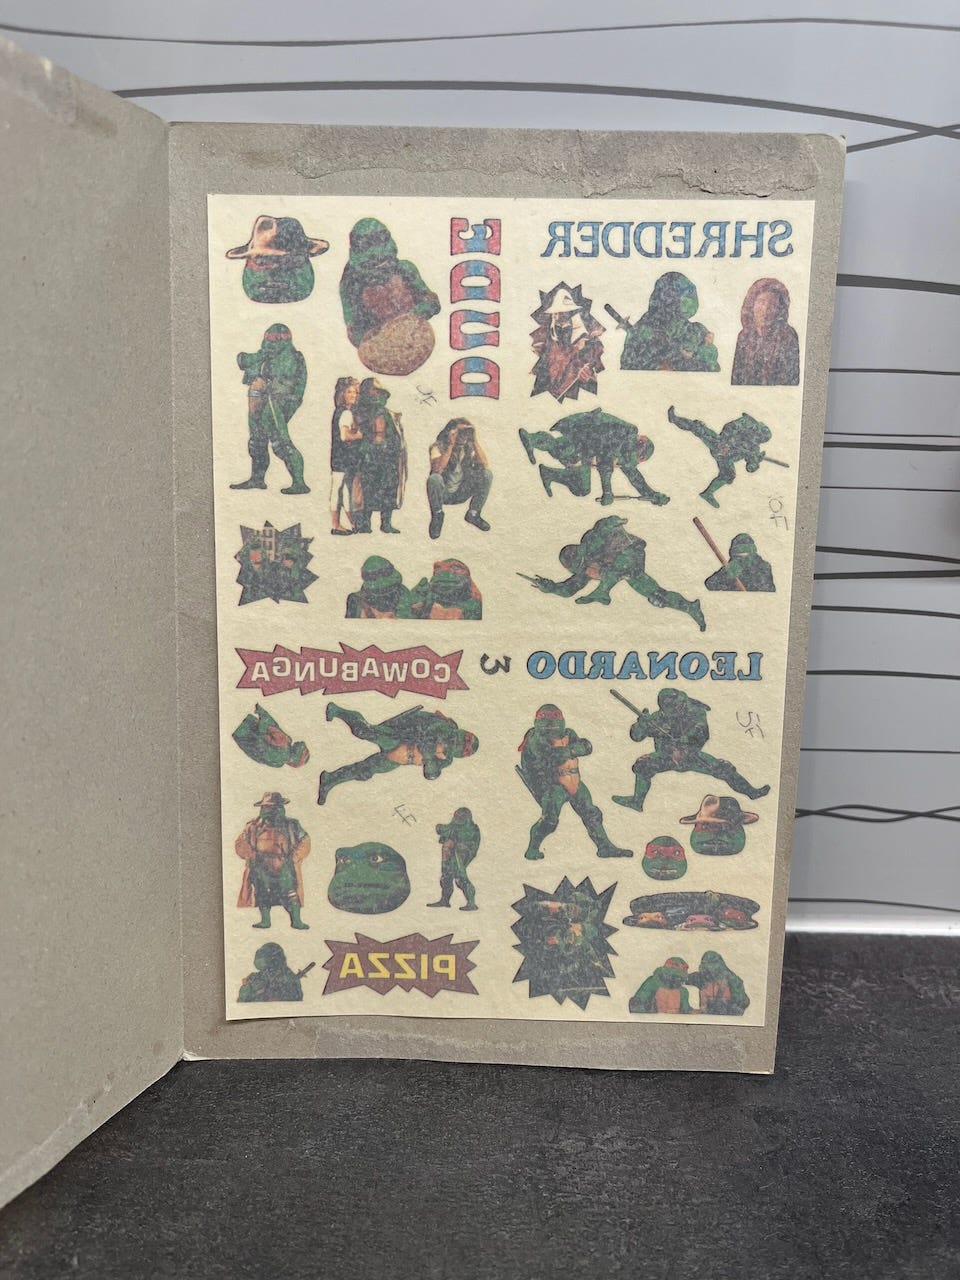 DUDE
SHREDDER
COWABUNGA
3
LEONARDO
PIZZA